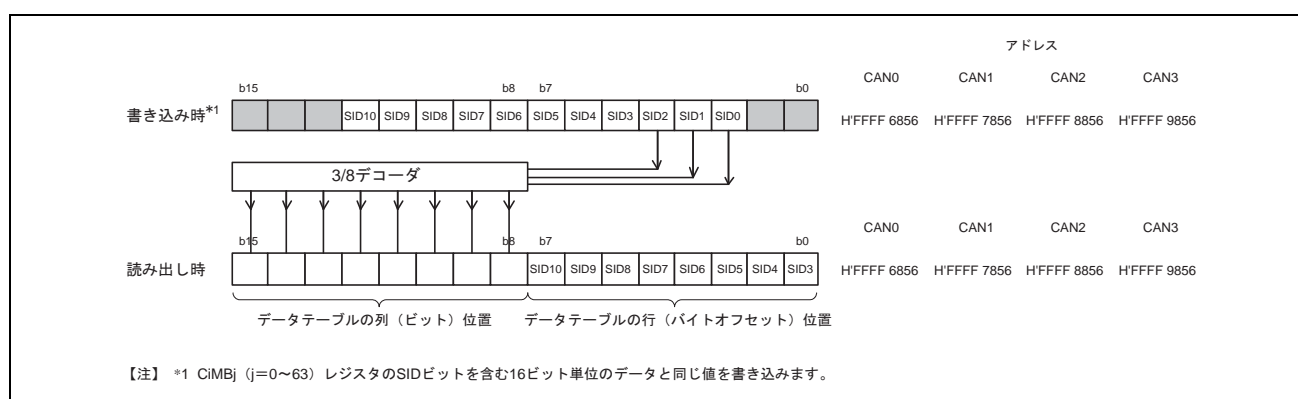 アドレス
CAN0 CAN1 CAN2 CAN3
b15 b8 b7 b0
書き込み時*1 SID10 SID9 SID8 SID7 SID6 SID5 SID4 SID3 SID2 SID1 SID0 H'FFFF 6856 H'FFFF 7856 H'FFFF 8856 H'FFFF 9856
3/8デコーダ
CAN0 CAN1 CAN2 CAN3
b15 b8 b7 b0
読み出し時 SID10 SID9 SID8 SID7 SID6 SID5 SID4 SID3 H'FFFF 6856 H'FFFF 7856 H'FFFF 8856 H'FFFF 9856
データテーブルの列（ビット）位置 データテーブルの行（バイトオフセット）位置
【注】 *1 CiMBj（j＝0～63）レジスタのSIDビットを含む16ビット単位のデータと同じ値を書き込みます。